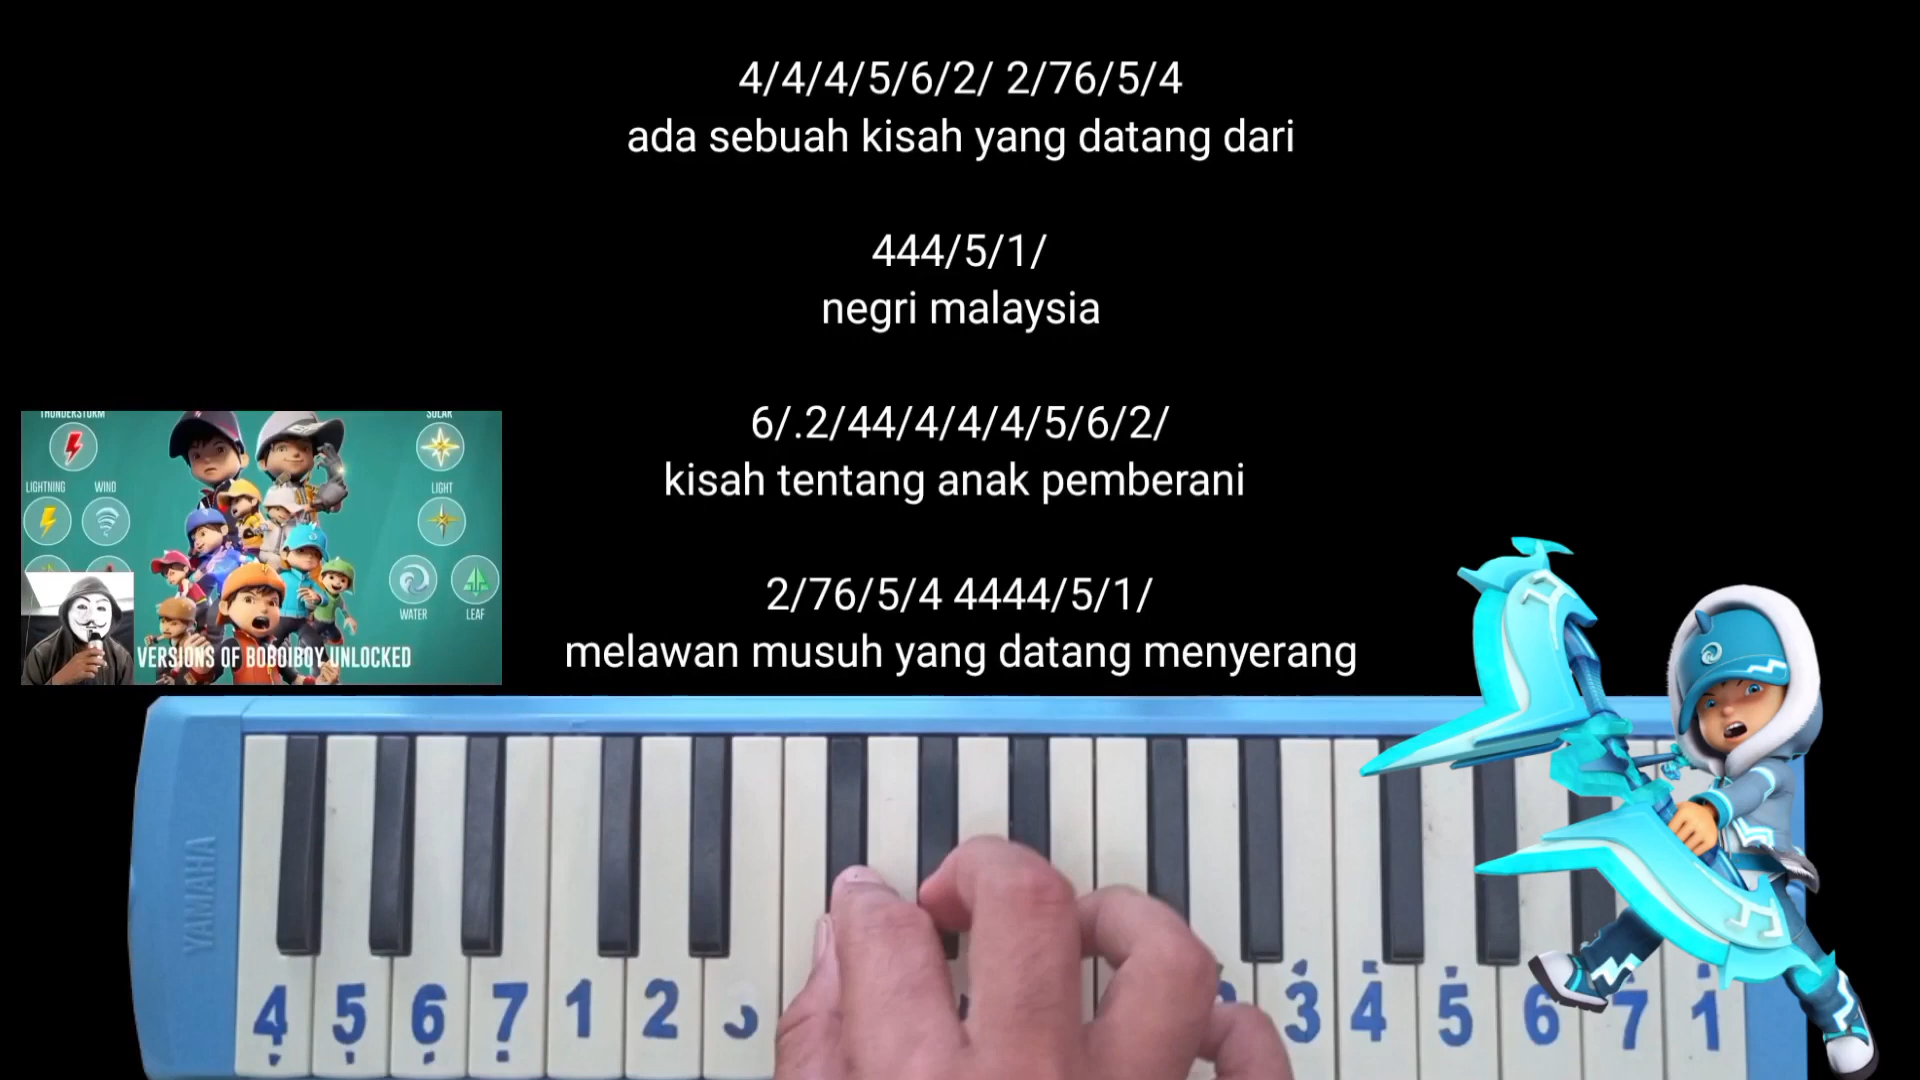 4/4/4/5/6/2/ 2/76/5/4
ada sebuah kisah yang datang dari
444/5/1/
negri malaysia
6/.2/44/4/4/4/5/6/2/
kisah tentang anak pemberani
2/76/5/4 4444/5/1/
melawan musuh yang datang menyerang
THUNDERSTORM
SOLAR
LIGHTNING
WIND
LIGHT
WATER
LEAF
VERSIONS OF BOBOIBOY UNLOCKED
YAMAHA
4 5 6 7 1 2 3 3 4 5 6 7 1